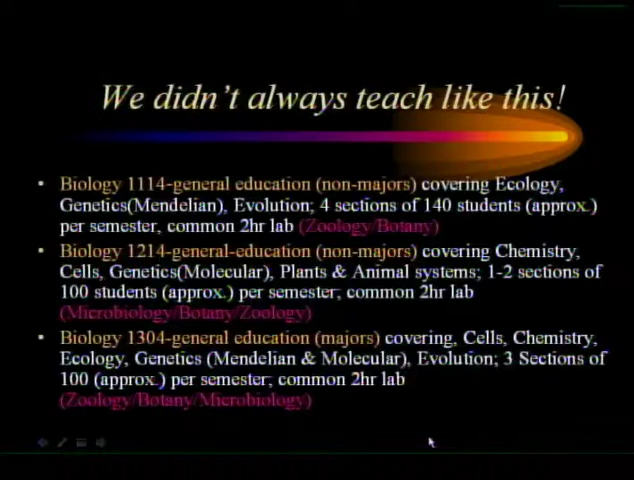 We didn't always teach like this!
• Biology 1114-general education (non-majors) covering Ecology,
Genetics(Mendelian), Evolution; 4 sections of 140 students (approx.)
per semester, common 2hr lab (Zoology/Botany)
• Biology 1214-general-education (non-majors) covering Chemistry,
Cells, Genetics(Molecular), Plants & Animal systems; 1-2 sections of
100 students (approx.) per semester; common 2hr lab
(Microbiology/Botany/Zoology)
• Biology 1304-general education (majors) covering, Cells, Chemistry,
Ecology, Genetics (Mendelian & Molecular), Evolution; 3 Sections of
100 (approx.) per semester; common 2hr lab
(Zoology/Botany/Microbiology)